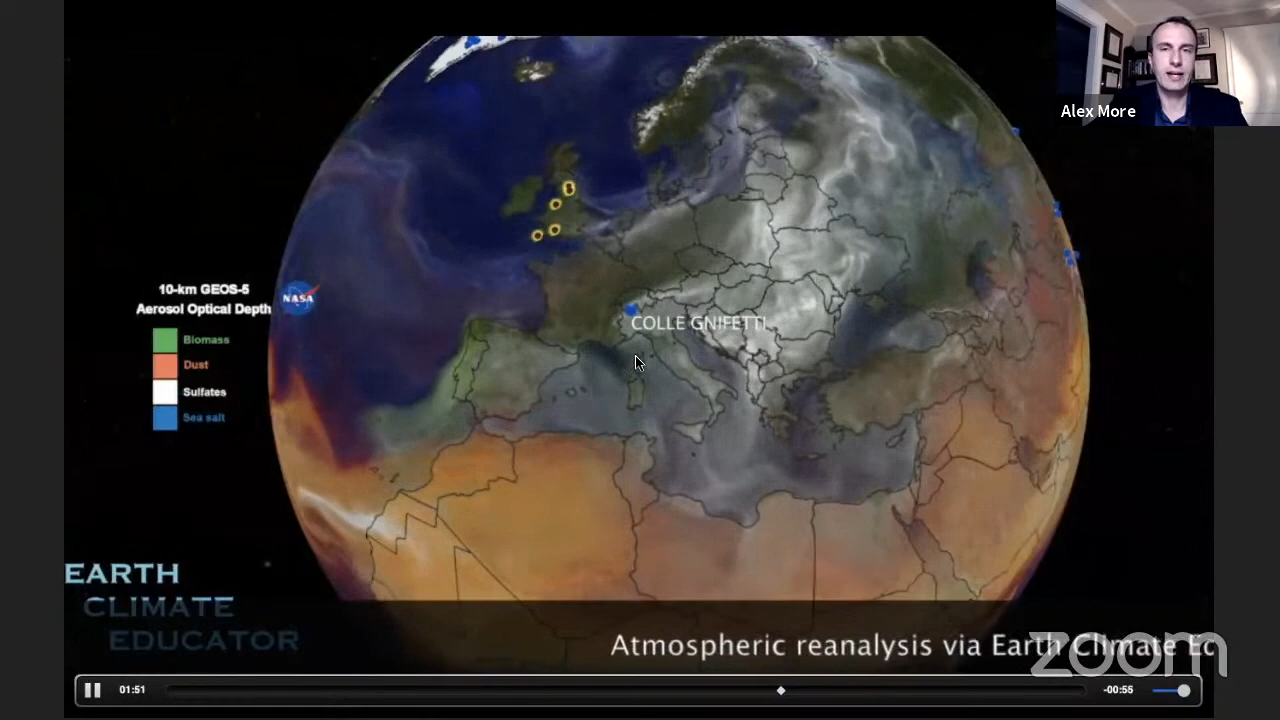 Alex More
10-km GEOS-5
Aerosol Optical Depth
NASA
Biomass
Dust
Sulfates
Sea salt
COLLE GNIFETTI
EARTH
CLIMATE
EDUCATOR
Atmospheric reanalysis via Earth Climate Ec
zoom
01:51
-00:55